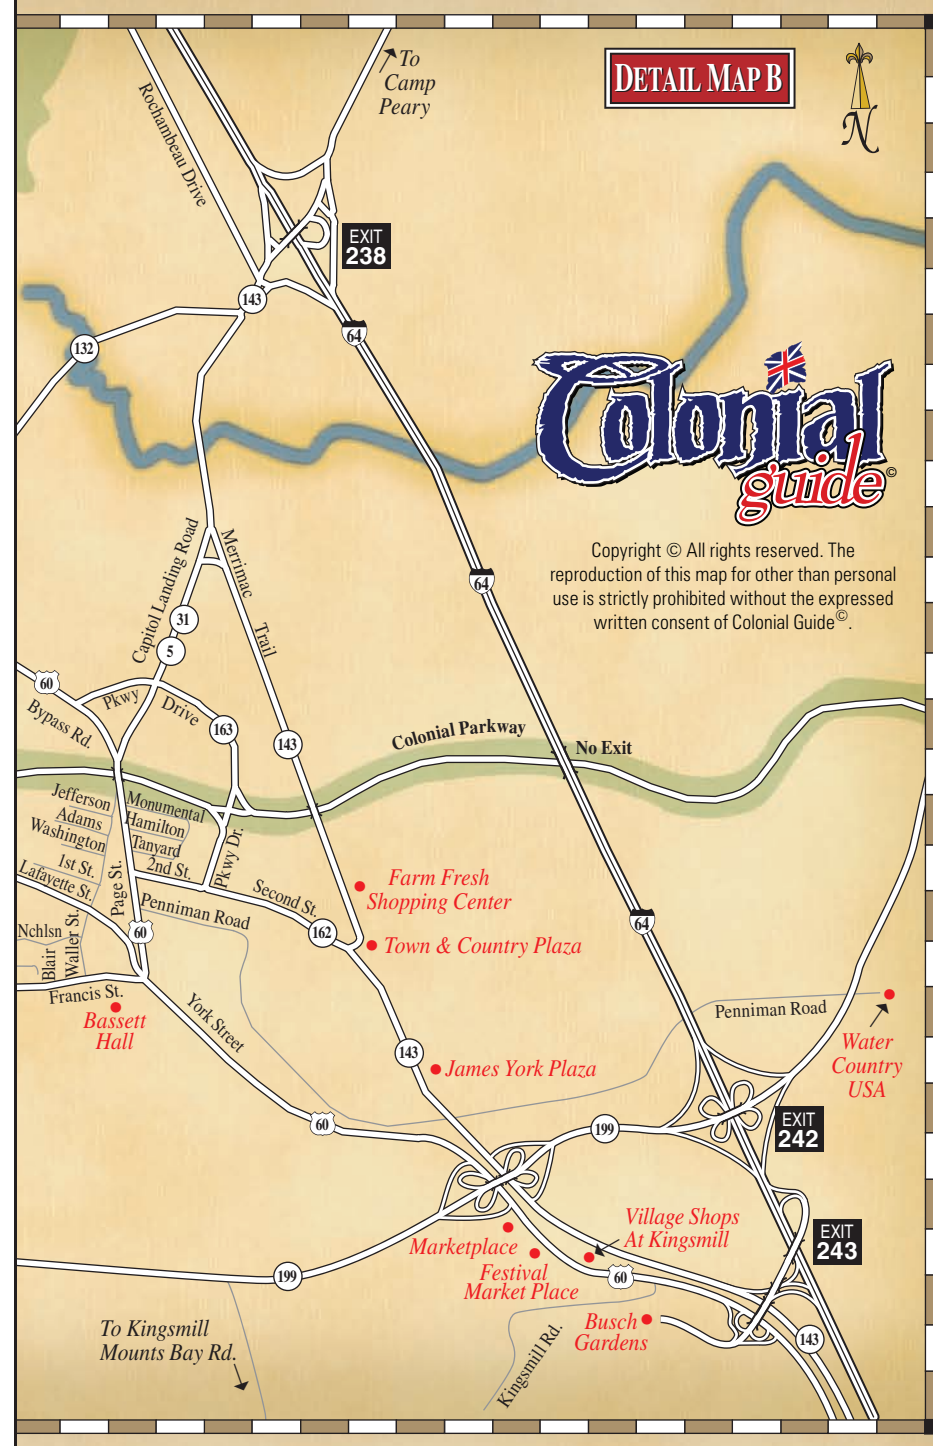 DETAIL MAP B
N
To
Camp
Peary
Rochambeau Drive
EXIT
238
143
64
132
Colonial
guide©
Copyright © All rights reserved. The
reproduction of this map for other than personal
use is strictly prohibited without the expressed
written consent of Colonial Guide©.
Capitol Landing Road
Merrimac
Trail
64
31
5
60
Bypass Rd.
Pkwy
Drive
163
143
Colonial Parkway
No Exit
Jefferson
Adams
Washington
1st St.
Lafayette St.
Monumental
Hamilton
Tanyard
2nd St.
Pkwy Dr.
Page St.
Second St.
Farm Fresh
Shopping Center
Penniman Road
162
Town & Country Plaza
64
60
Nchlsn
Blair
Waller St.
Francis St.
Bassett
Hall
York Street
Penniman Road
Water
Country
USA
143
James York Plaza
60
199
EXIT
242
Village Shops
At Kingsmill
EXIT
243
Marketplace
Festival
Market Place
199
60
Busch
Gardens
143
Kingsmill Rd.
To Kingsmill
Mounts Bay Rd.